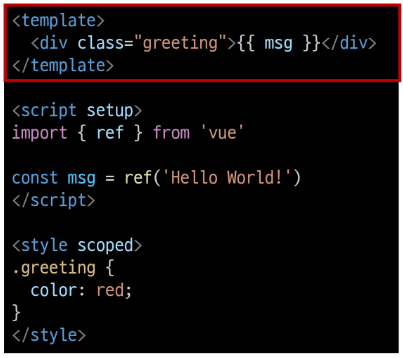 <template>
  <div class="greeting">{{ msg }}</div>
</template>

<script setup>
import { ref } from 'vue'

const msg = ref('Hello World!')
</script>

<style scoped>
.greeting {
  color: red;
}
</style>